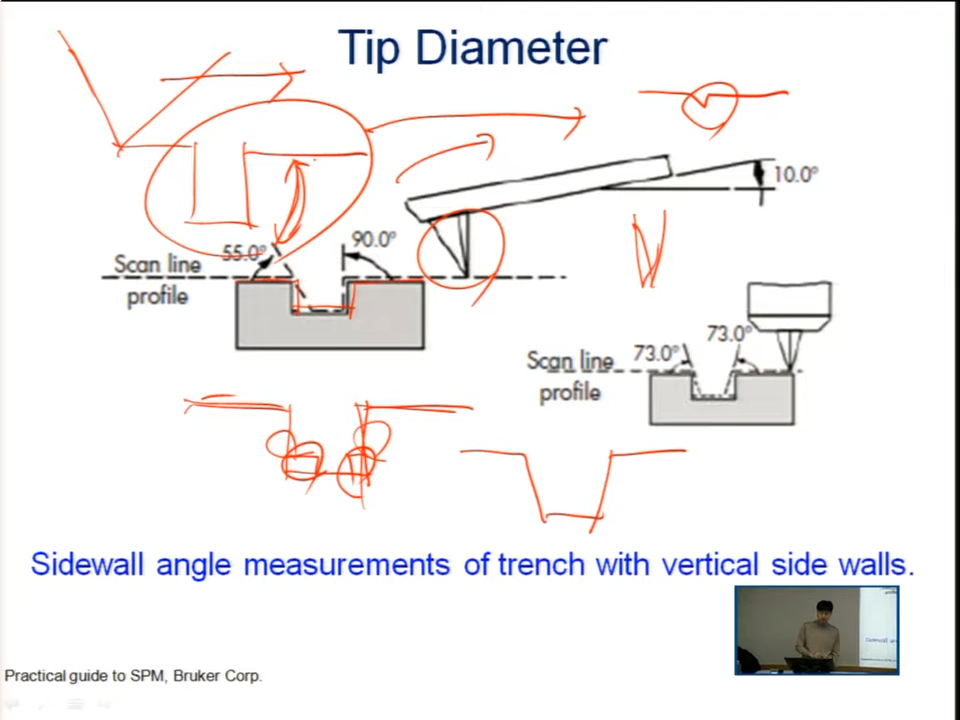 Tip Diameter
10.0°
55.0°
90.0°
Scan line
profile
73.0°
73.0°
Scan line
profile
Sidewall angle measurements of trench with vertical side walls.
Practical guide to SPM, Bruker Corp.